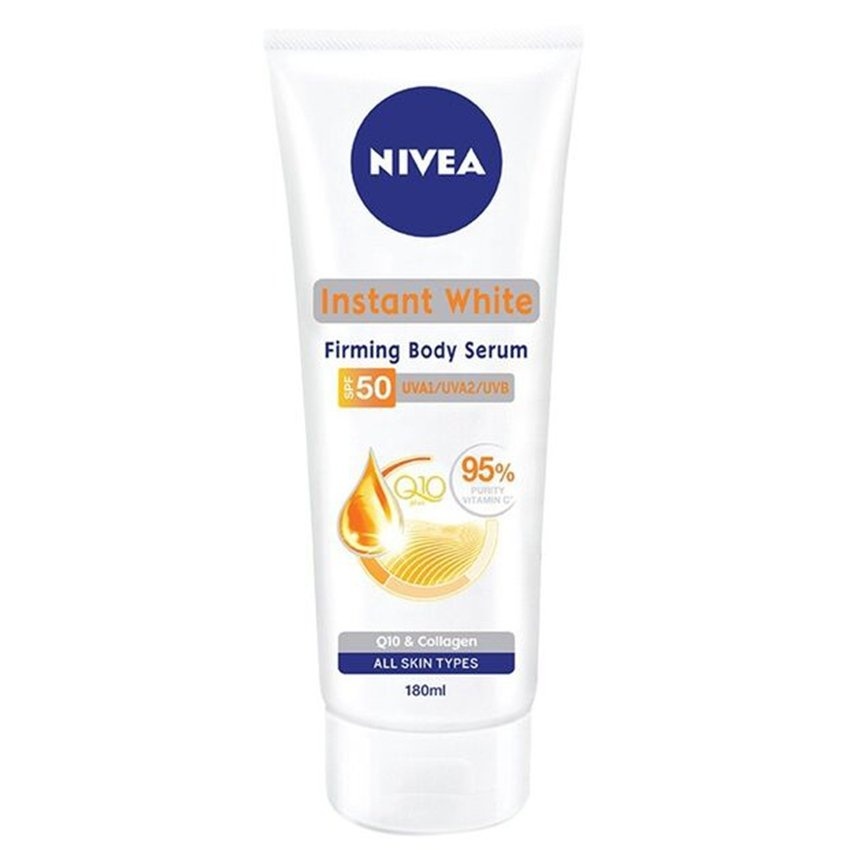 NIVEA
Instant White
Firming Body Serum
SPF 50 UVA1/UVA2/UVB
Q10
plus
95%
PURITY
VITAMIN C*
Q10 & Collagen
ALL SKIN TYPES
180ml